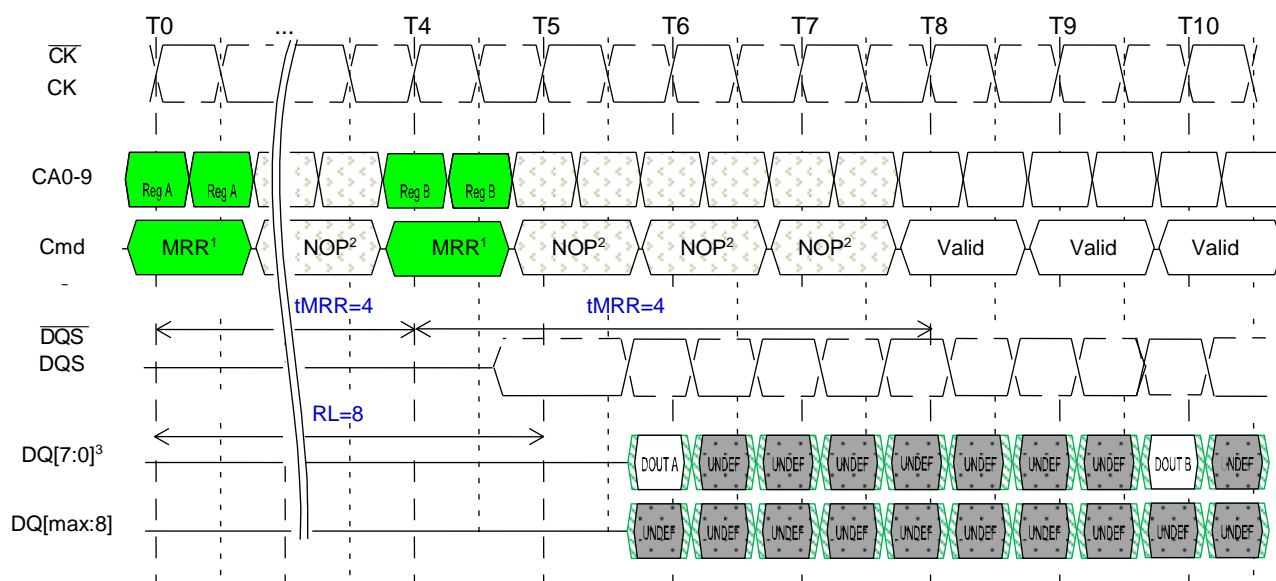 T0 ... T4 T5 T6 T7 T8 T9 T10
CK
CK
CA0-9 Reg A Reg A Reg B Reg B
Cmd MRR¹ NOP² MRR¹ NOP² NOP² NOP² Valid Valid Valid
-
tMRR=4 tMRR=4
DQS
DQS
RL=8
DQ[7:0]³ DOUT A UNDEF UNDEF UNDEF UNDEF UNDEF UNDEF UNDEF DOUT B UNDEF
DQ[max:8] UNDEF UNDEF UNDEF UNDEF UNDEF UNDEF UNDEF UNDEF UNDEF UNDEF